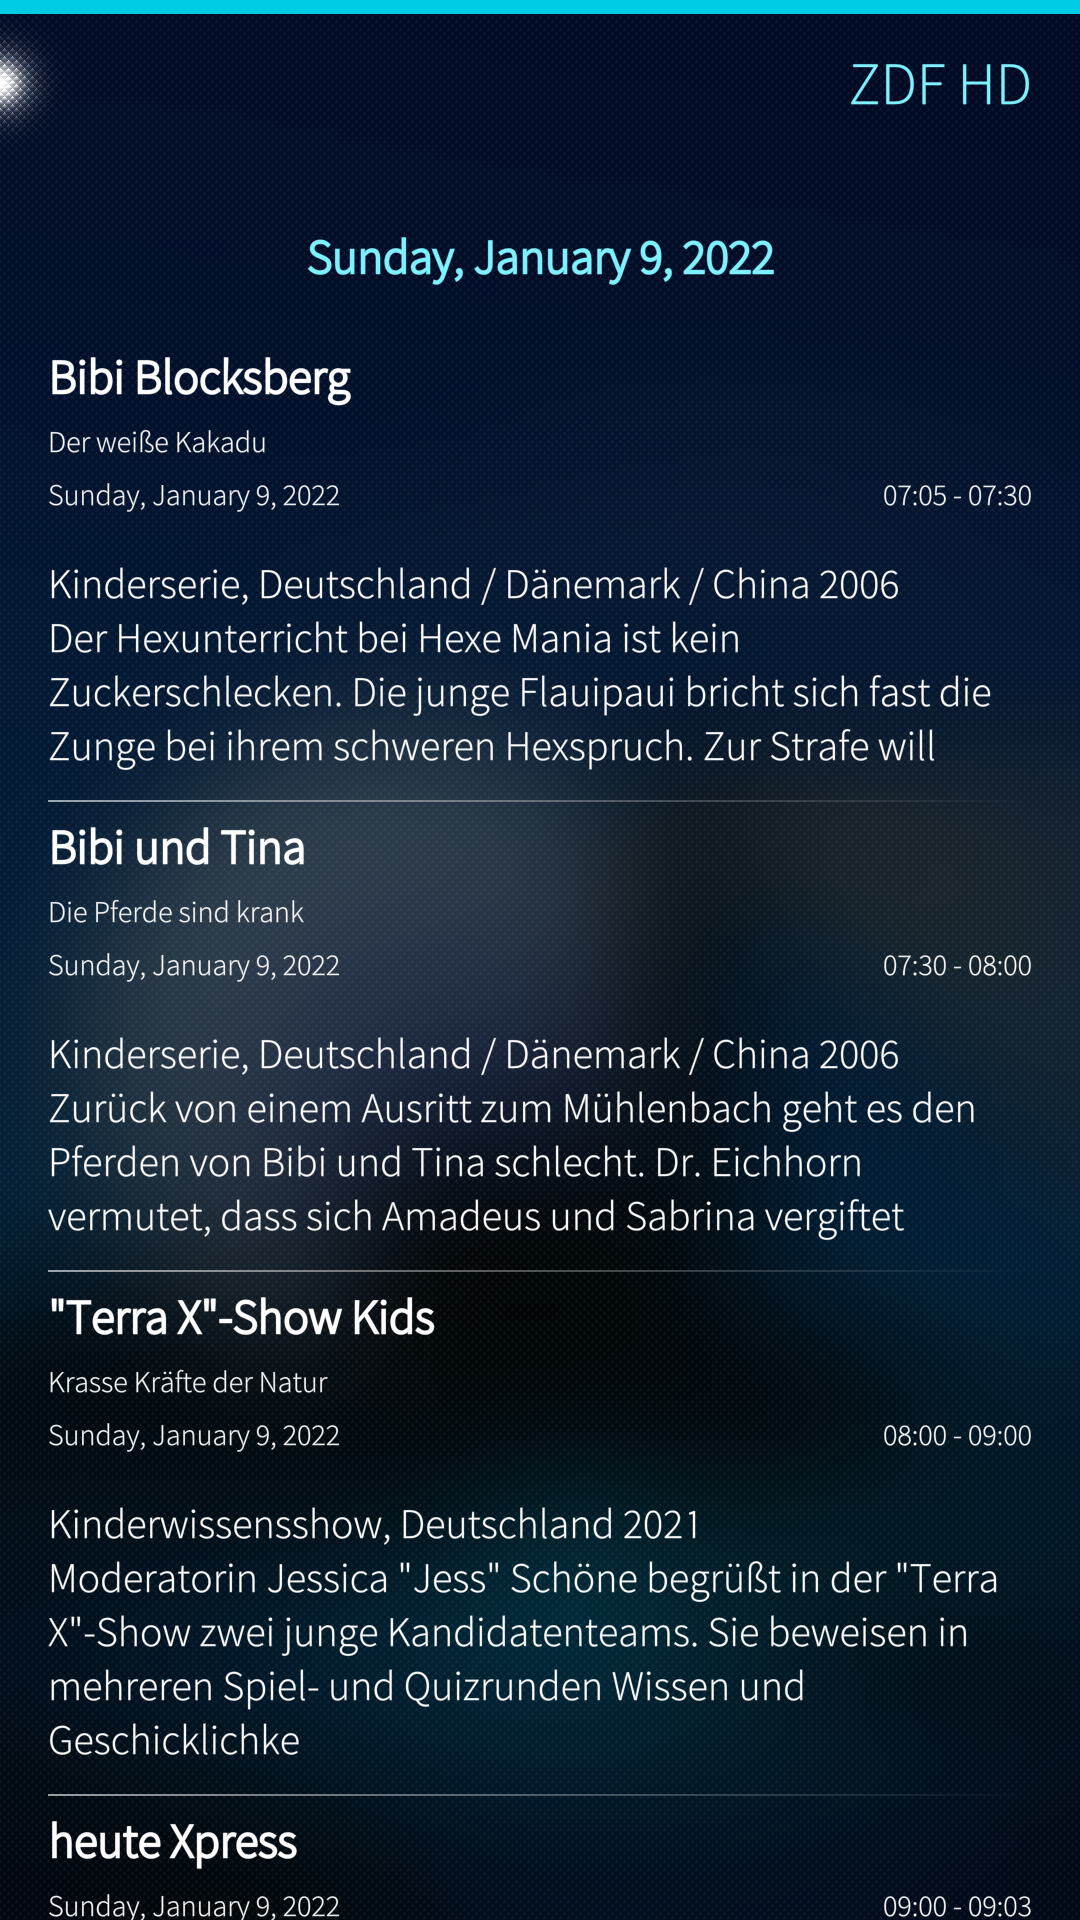 ZDF HD
Sunday, January 9, 2022
Bibi Blocksberg
Der weiße Kakadu
Sunday, January 9, 2022 07:05 - 07:30
Kinderserie, Deutschland / Dänemark / China 2006
Der Hexunterricht bei Hexe Mania ist kein
Zuckerschlecken. Die junge Flauipaui bricht sich fast die
Zunge bei ihrem schweren Hexspruch. Zur Strafe will
Bibi und Tina
Die Pferde sind krank
Sunday, January 9, 2022 07:30 - 08:00
Kinderserie, Deutschland / Dänemark / China 2006
Zurück von einem Ausritt zum Mühlenbach geht es den
Pferden von Bibi und Tina schlecht. Dr. Eichhorn
vermutet, dass sich Amadeus und Sabrina vergiftet
"Terra X"-Show Kids
Krasse Kräfte der Natur
Sunday, January 9, 2022 08:00 - 09:00
Kinderwissensshow, Deutschland 2021
Moderatorin Jessica "Jess" Schöne begrüßt in der "Terra
X"-Show zwei junge Kandidatenteams. Sie beweisen in
mehreren Spiel- und Quizrunden Wissen und
Geschicklichke
heute Xpress
Sunday, January 9, 2022 09:00 - 09:03